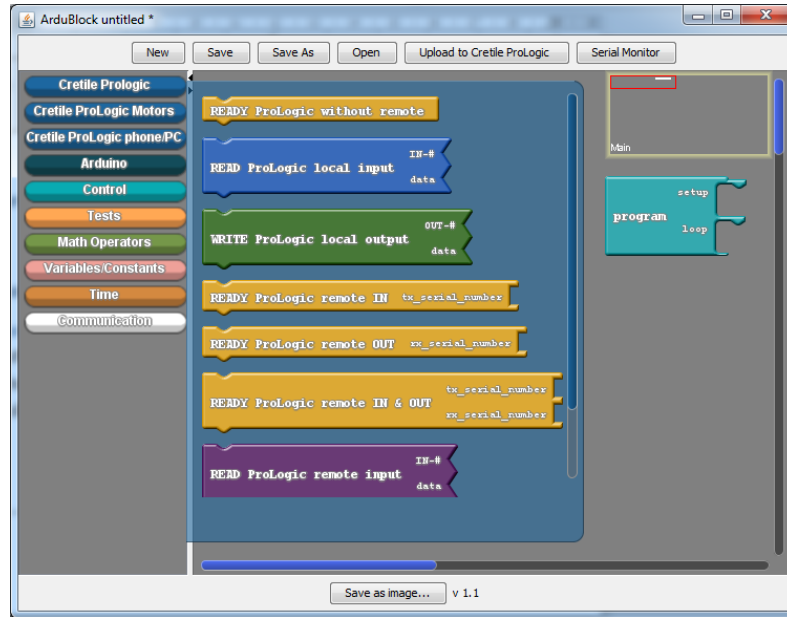 ArduBlock untitled *
New Save Save As Open Upload to Cretile ProLogic Serial Monitor
Cretile Prologic
Cretile ProLogic Motors
Cretile ProLogic phone/PC
Arduino
Control
Tests
Math Operators
Variables/Constants
Time
Communication
READY ProLogic without remote
READ ProLogic local input
IN-#
data
WRITE ProLogic local output
OUT-#
data
READY ProLogic remote IN tx_serial_number
READY ProLogic remote OUT rx_serial_number
READY ProLogic remote IN & OUT
tx_serial_number
rx_serial_number
READ ProLogic remote input
IN-#
data
Main
program
setup
loop
Save as image... v 1.1